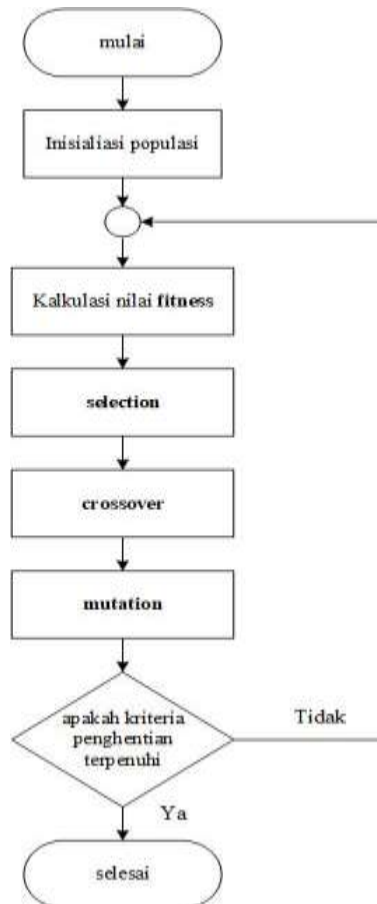 mulai
Inisialiasi populasi
Kalkulasi nilai fitness
selection
crossover
mutation
apakah kriteria
penghentian
terpenuhi
Tidak
Ya
selesai